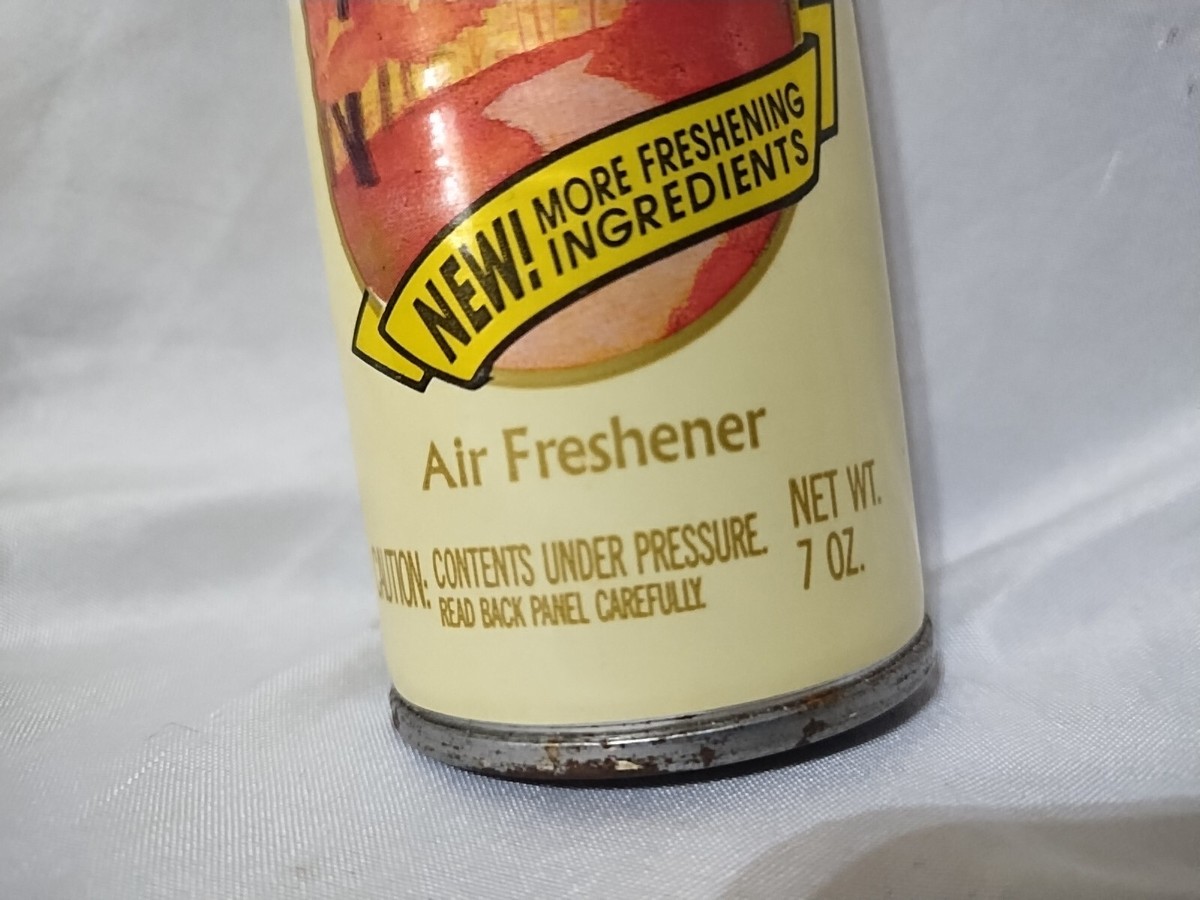 NEW! MORE FRESHENING
INGREDIENTS
Air Freshener
CAUTION: CONTENTS UNDER PRESSURE.
READ BACK PANEL CAREFULLY.
NET WT.
7 OZ.